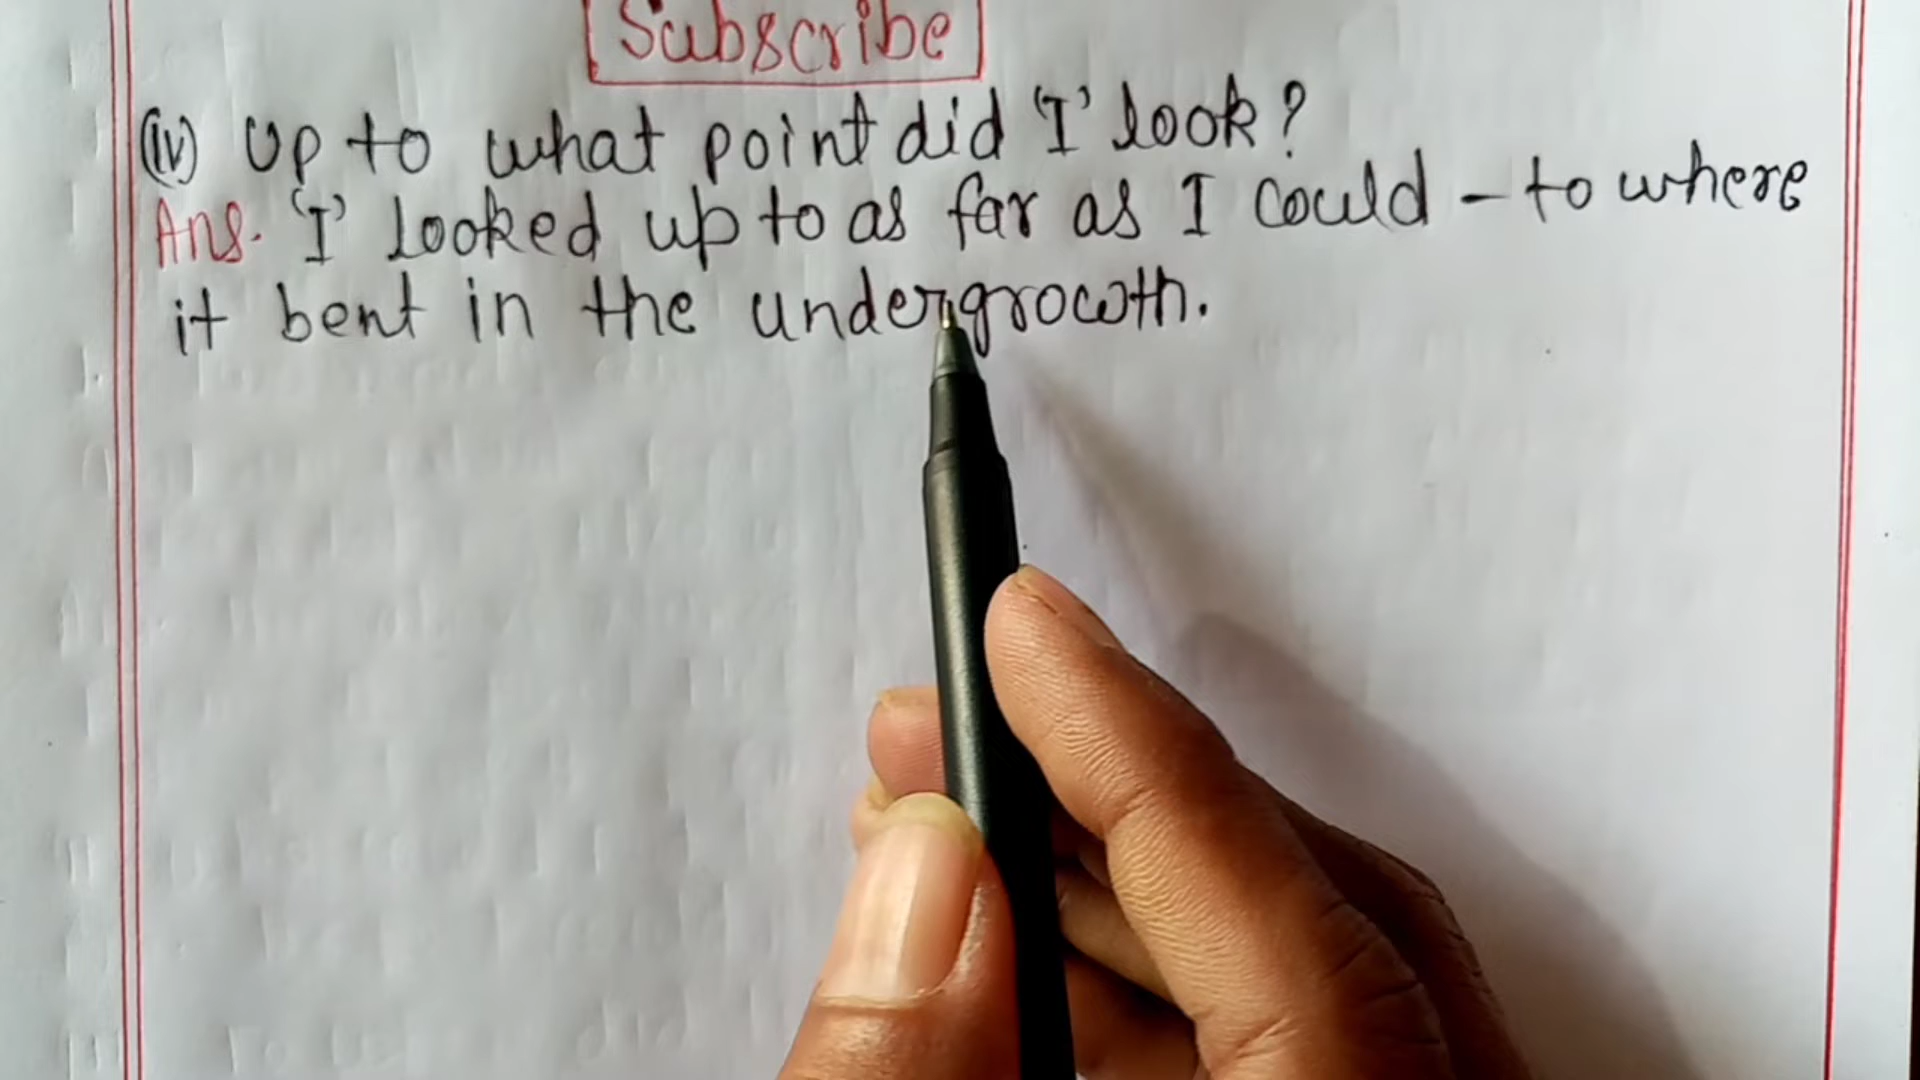 Subscribe
(iv) Up to what point did 'I' look?
Ans. 'I' looked up to as far as I could - to where
it bent in the undergrowth.